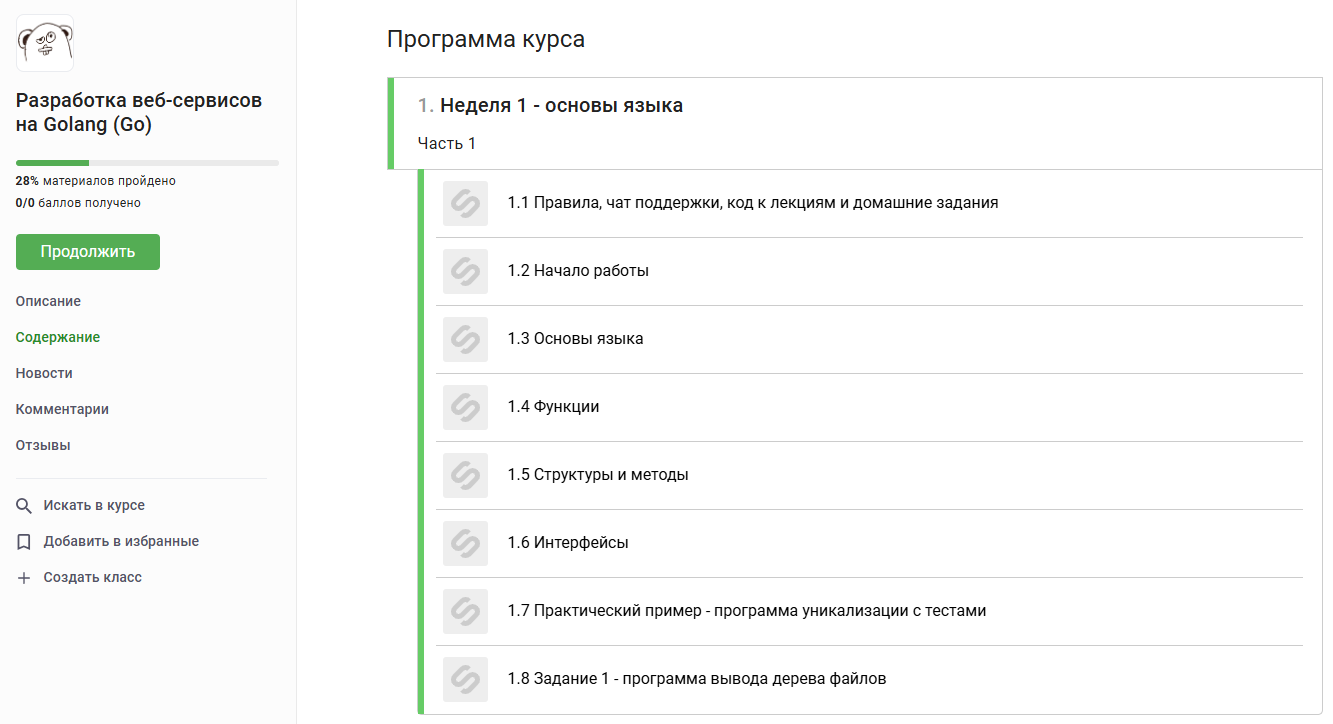 Разработка веб-сервисов
на Golang (Go)
28% материалов пройдено
0/0 баллов получено
Продолжить
Описание
Содержание
Новости
Комментарии
Отзывы
Искать в курсе
Добавить в избранные
Создать класс
Программа курса
1. Неделя 1 - основы языка
Часть 1
1.1 Правила, чат поддержки, код к лекциям и домашние задания
1.2 Начало работы
1.3 Основы языка
1.4 Функции
1.5 Структуры и методы
1.6 Интерфейсы
1.7 Практический пример - программа уникализации с тестами
1.8 Задание 1 - программа вывода дерева файлов